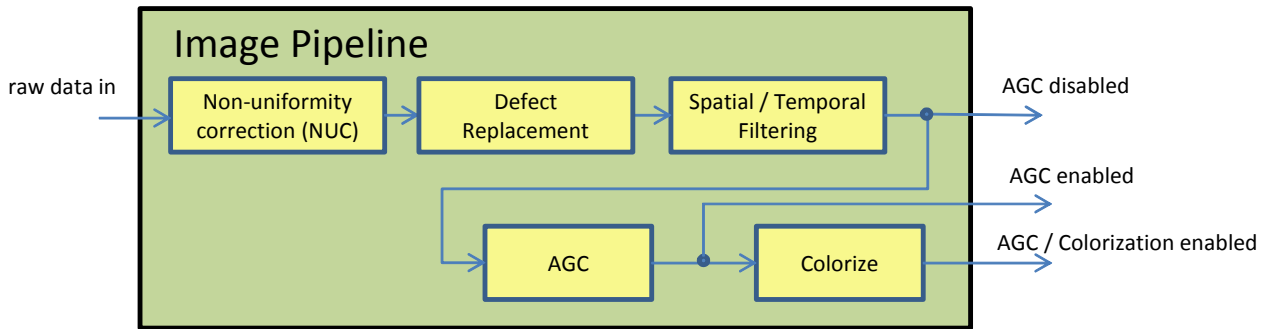 Image Pipeline
raw data in
Non-uniformity
correction (NUC)
Defect
Replacement
Spatial / Temporal
Filtering
AGC disabled
AGC enabled
AGC
Colorize
AGC / Colorization enabled